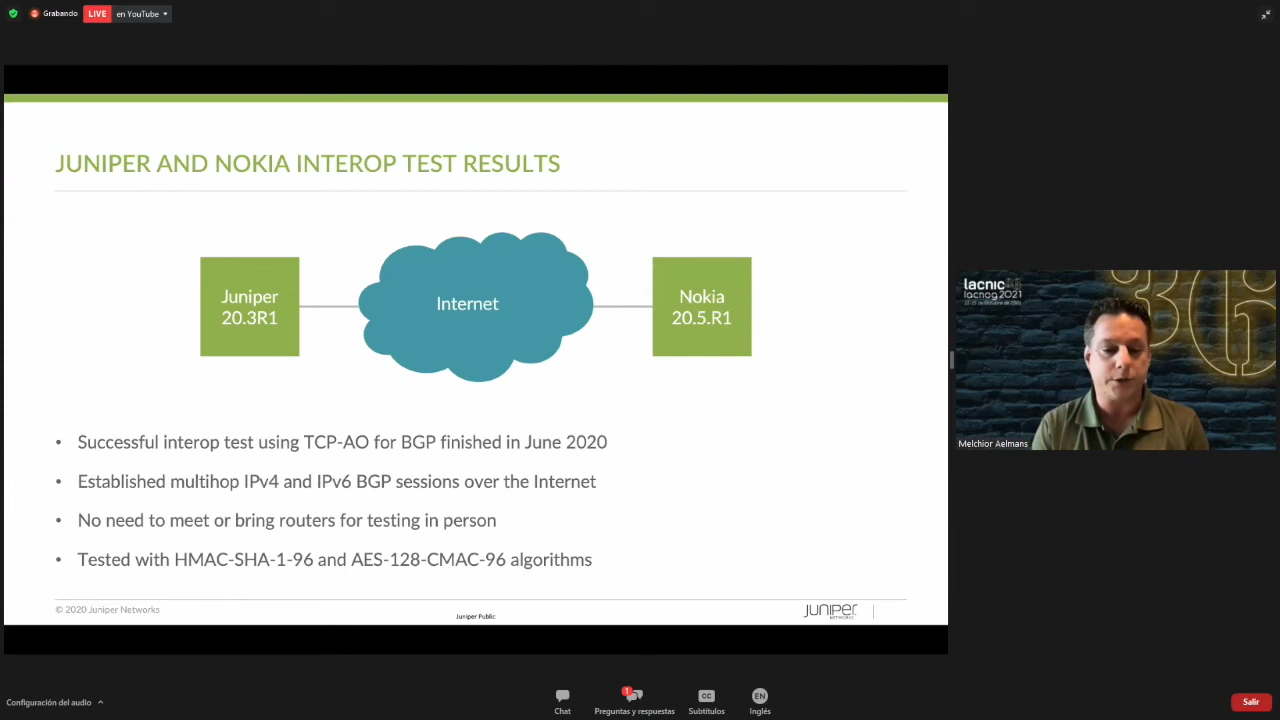 Grabando
LIVE
en YouTube
JUNIPER AND NOKIA INTEROP TEST RESULTS
Juniper
20.3R1
Internet
Nokia
20.5.R1
• Successful interop test using TCP-AO for BGP finished in June 2020
• Established multihop IPv4 and IPv6 BGP sessions over the Internet
• No need to meet or bring routers for testing in person
• Tested with HMAC-SHA-1-96 and AES-128-CMAC-96 algorithms
© 2020 Juniper Networks
Juniper Public
JUNIPER
NETWORKS
lacnic36
lacnog2021
36
Melchior Aelmans
Configuración del audio
Chat
1
Preguntas y respuestas
CC
Subtítulos
EN
Inglés
Salir